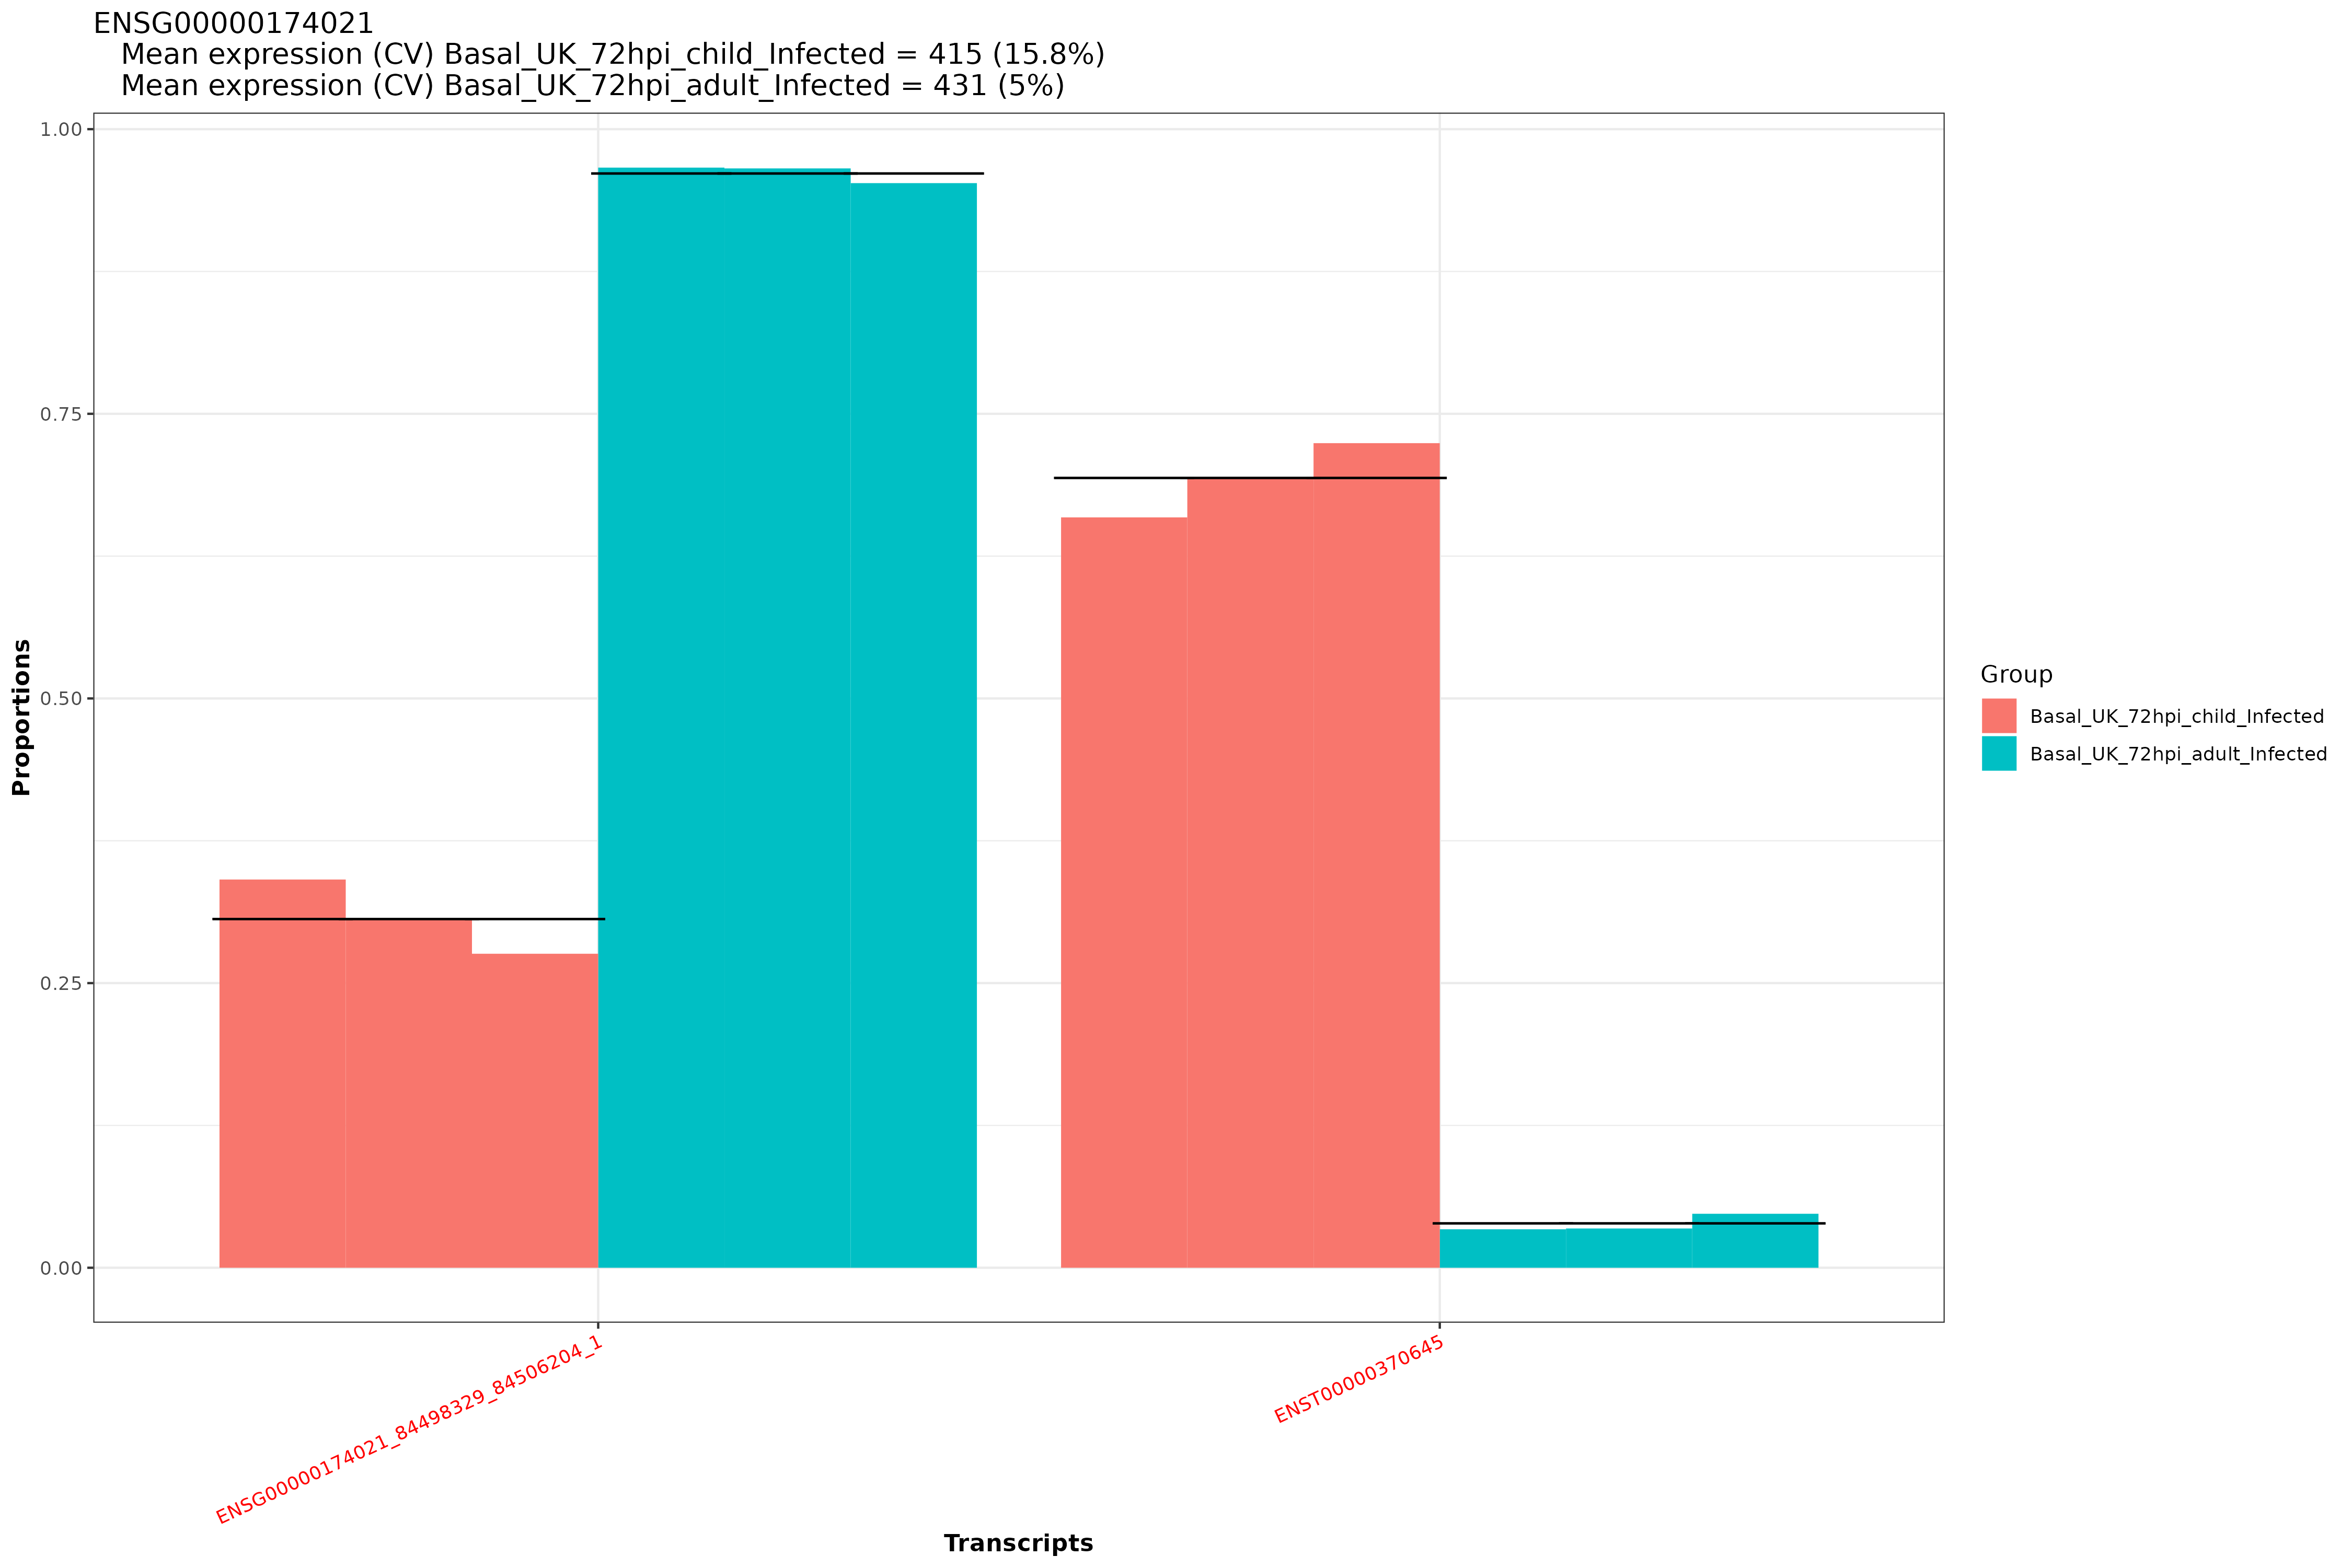 ENSG00000174021
Mean expression (CV) Basal_UK_72hpi_child_Infected = 415 (15.8%)
Mean expression (CV) Basal_UK_72hpi_adult_Infected = 431 (5%)
1.00
0.75
0.50
0.25
0.00
Proportions
Group
Basal_UK_72hpi_child_Infected
Basal_UK_72hpi_adult_Infected
ENSG00000174021_84498329_84506204_1
ENST00000370645
Transcripts